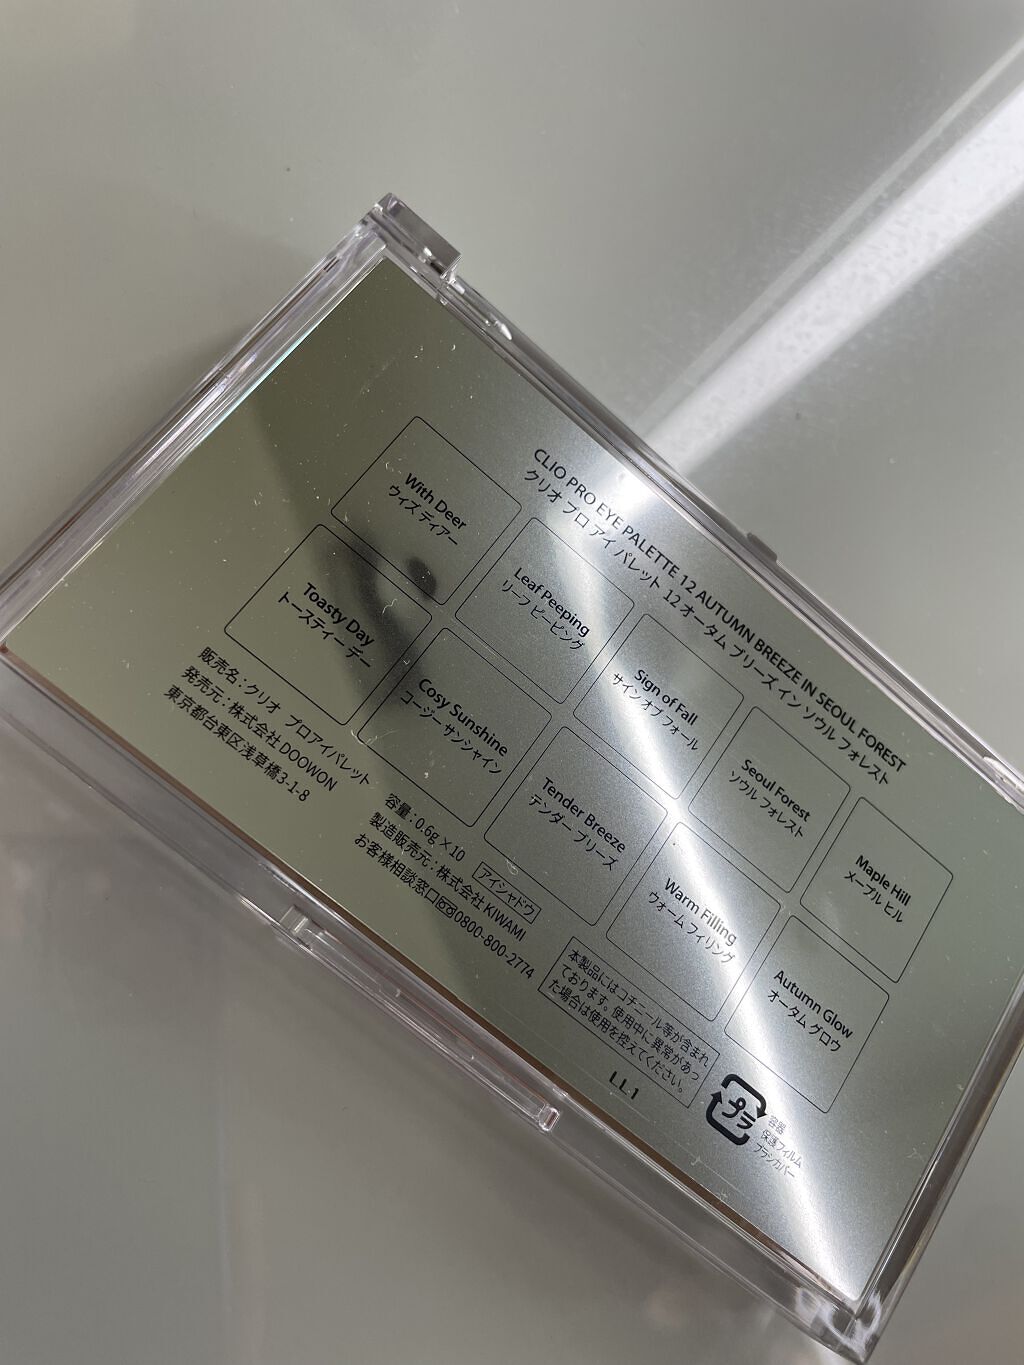 CLIO PRO EYE PALETTE 12 AUTUMN BREEZE IN SEOUL FOREST
クリオ プロ アイ パレット 12 オータム ブリーズ イン ソウル フォレスト
With Deer
ウィズ ディアー
Leaf Peeping
リーフ ピーピング
Sign of Fall
サイン オブ フォール
Seoul Forest
ソウル フォレスト
Maple Hill
メープル ヒル
Toasty Day
トースティー デー
Cosy Sunshine
コージー サンシャイン
Tender Breeze
テンダー ブリーズ
Warm Filling
ウォーム フィリング
Autumn Glow
オータム グロウ
販売名:クリオ プロアイパレット
発売元:株式会社DOOWON
東京都台東区浅草橋3-1-8
容量:0.6g×10 アイシャドウ
製造販売元:株式会社 KIWAMI
お客様相談窓口 0800-800-2774
本製品にはコチニール等が含まれ
ております。使用中に異常があっ
た場合は使用を控えてください。
LL1
プラ
容器
保護フィルム
ブラシカバー